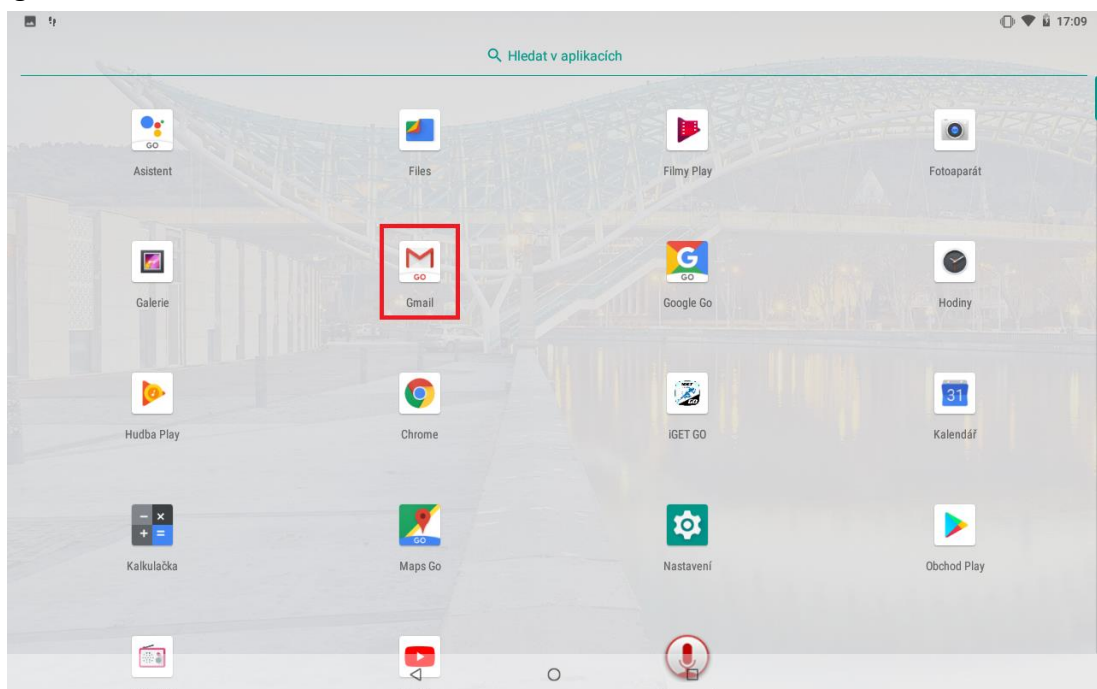 17:09
Hledat v aplikacích
GO
Asistent
Files
Filmy Play
Fotoaparát
GO
GO
Galerie
Gmail
Google Go
Hodiny
31
GO
Hudba Play
Chrome
iGET GO
Kalendář
GO
Kalkulačka
Maps Go
Nastavení
Obchod Play